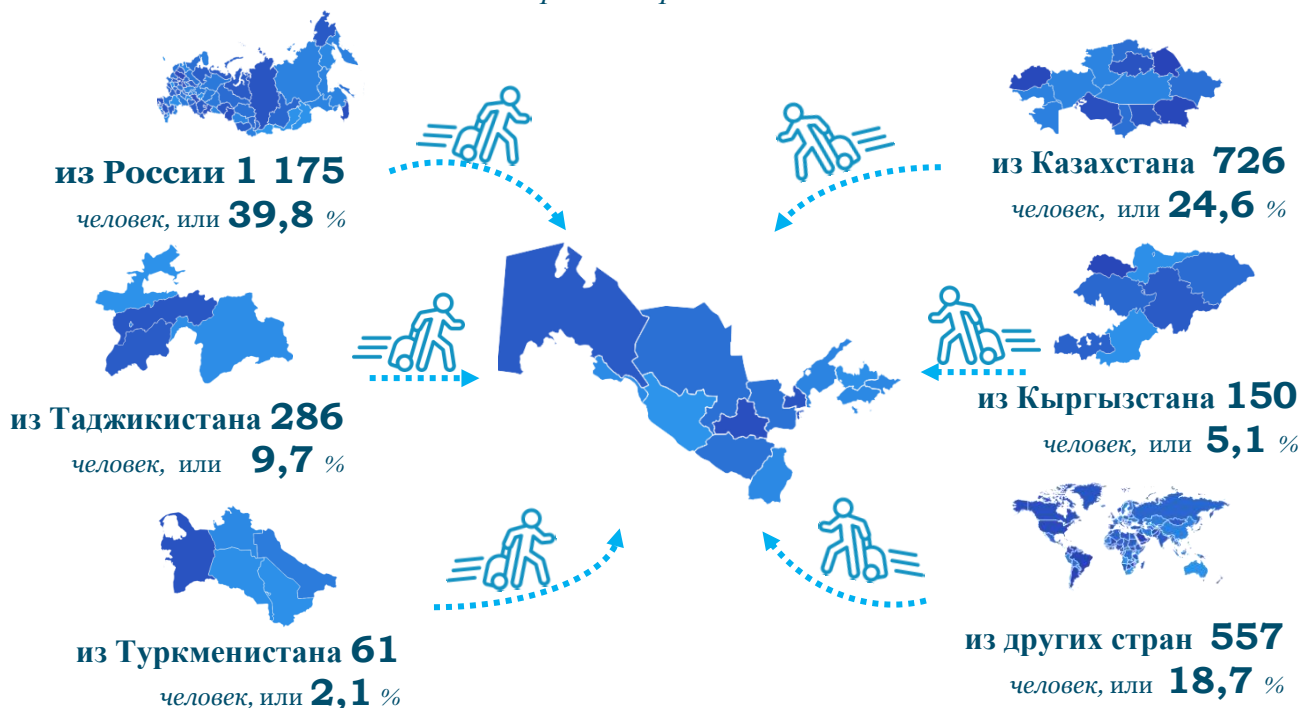 из России 1 175
человек, или 39,8 %
из Казахстана 726
человек, или 24,6 %
из Таджикистана 286
человек, или 9,7 %
из Кыргызстана 150
человек, или 5,1 %
из Туркменистана 61
человек, или 2,1 %
из других стран 557
человек, или 18,7 %